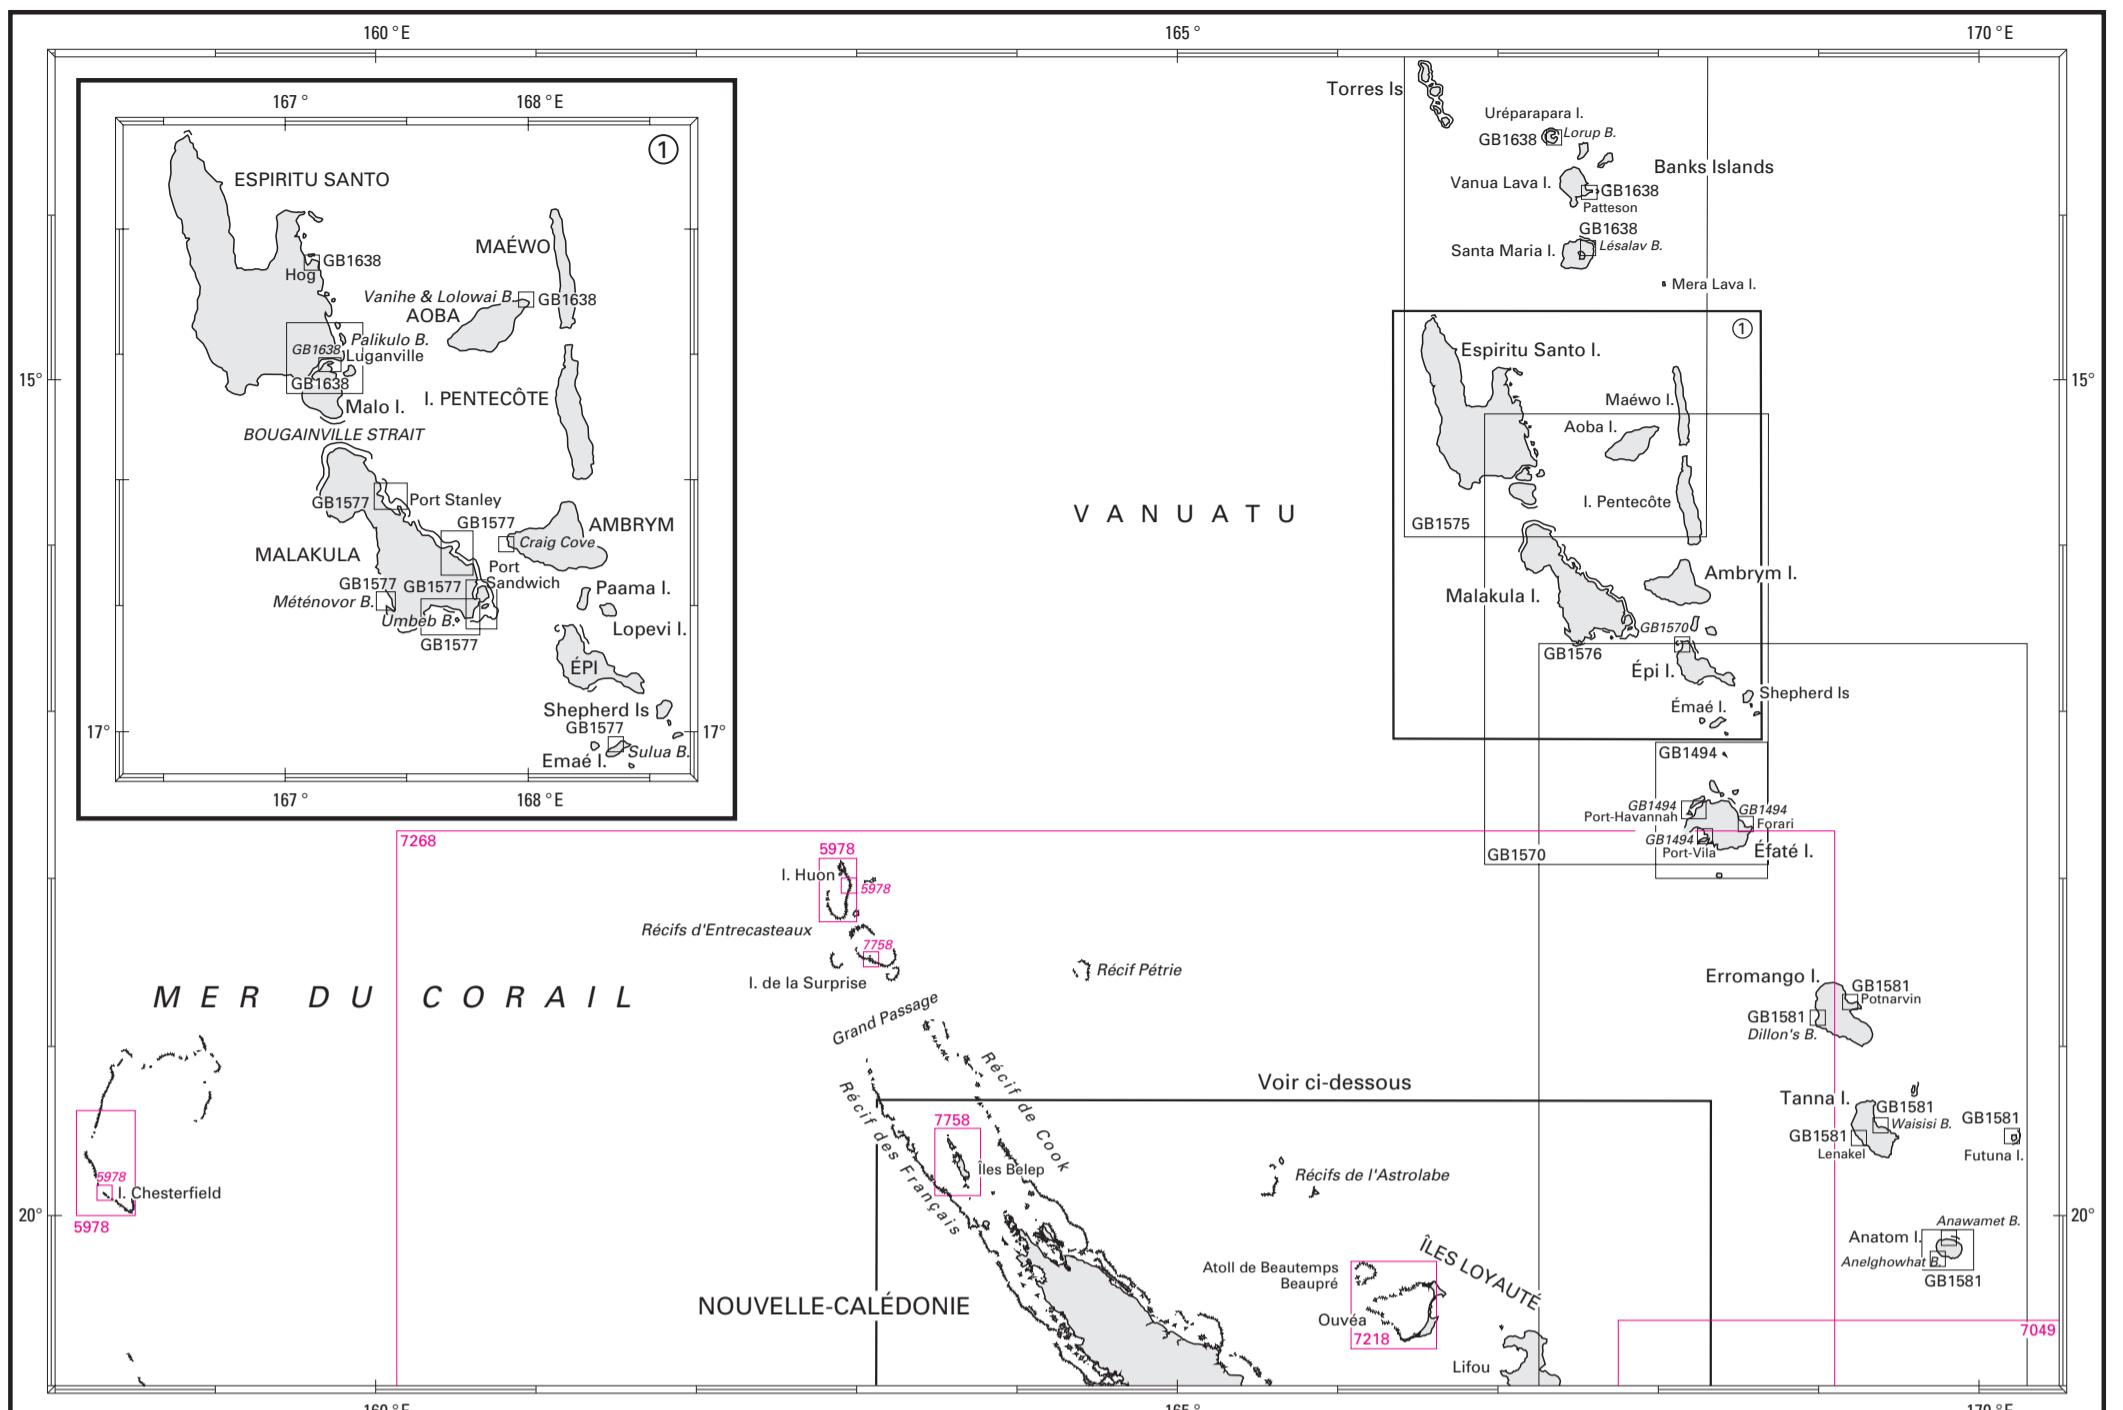 160 °E
165 °
170 °E
167 °
168 °E
①
ESPIRITU SANTO
MAÉWO
GB1638
Hog
Vanihe & Lolowai B.
GB1638
AOBA
Palikulo B.
GB1638
Luganville
GB1638
Malo I.
I. PENTECÔTE
BOUGAINVILLE STRAIT
GB1577
Port Stanley
GB1577
AMBRYM
Craig Cove
MALAKULA
Port
Sandwich
GB1577
GB1577
Méténovor B.
Paama I.
Umbeb B.
Lopevi I.
GB1577
ÉPI
Shepherd Is
GB1577
17°
17°
Sulua B.
Emaé I.
167 °
168 °E
Torres Is
Uréparapara I.
Lorup B.
GB1638
Banks Islands
Vanua Lava I.
GB1638
Patteson
GB1638
Lésalav B.
Santa Maria I.
Mera Lava I.
①
Espiritu Santo I.
15°
15°
Maéwo I.
Aoba I.
I. Pentecôte
VANUATU
GB1575
Ambrym I.
Malakula I.
GB1570
GB1576
Épi I.
Shepherd Is
Émaé I.
GB1494
GB1494
GB1494
Port-Havannah
Forari
GB1494
Port-Vila
Éfaté I.
GB1570
7268
5978
I. Huon
5978
Récifs d'Entrecasteaux
7758
I. de la Surprise
Récif Pétrie
MER DU CORAIL
Grand Passage
Erromango I.
GB1581
Potnarvin
GB1581
Dillon's B.
Récif de Cook
Récif des Français
Voir ci-dessous
7758
Îles Belep
Tanna I.
GB1581
Waisisi B.
GB1581
GB1581
Lenakel
Futuna I.
5978
I. Chesterfield
5978
Récifs de l'Astrolabe
20°
20°
Anawamet B.
Anatom I.
Anelghowhat B.
GB1581
ÎLES LOYAUTÉ
Atoll de Beautemps
Beaupré
NOUVELLE-CALÉDONIE
Ouvéa
7218
7049
Lifou
160 °E
165 °
170 °E